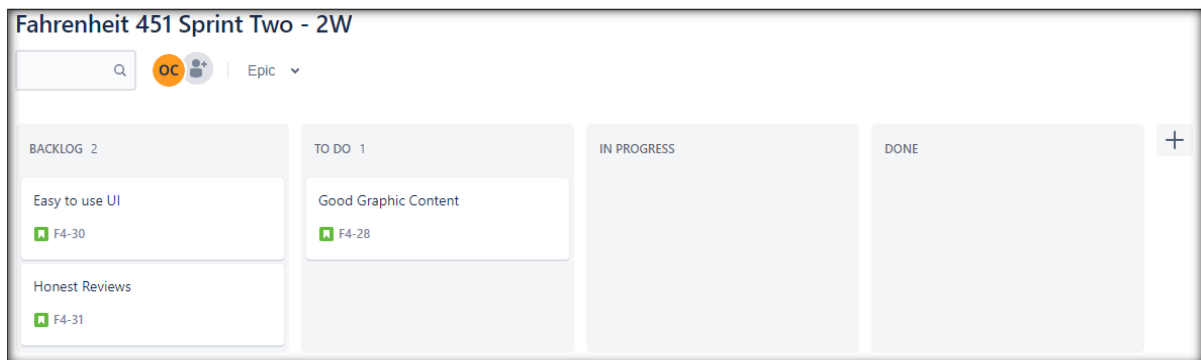 Fahrenheit 451 Sprint Two - 2W
OC
Epic
BACKLOG 2
Easy to use UI
F4-30
Honest Reviews
F4-31
TO DO 1
Good Graphic Content
F4-28
IN PROGRESS
DONE